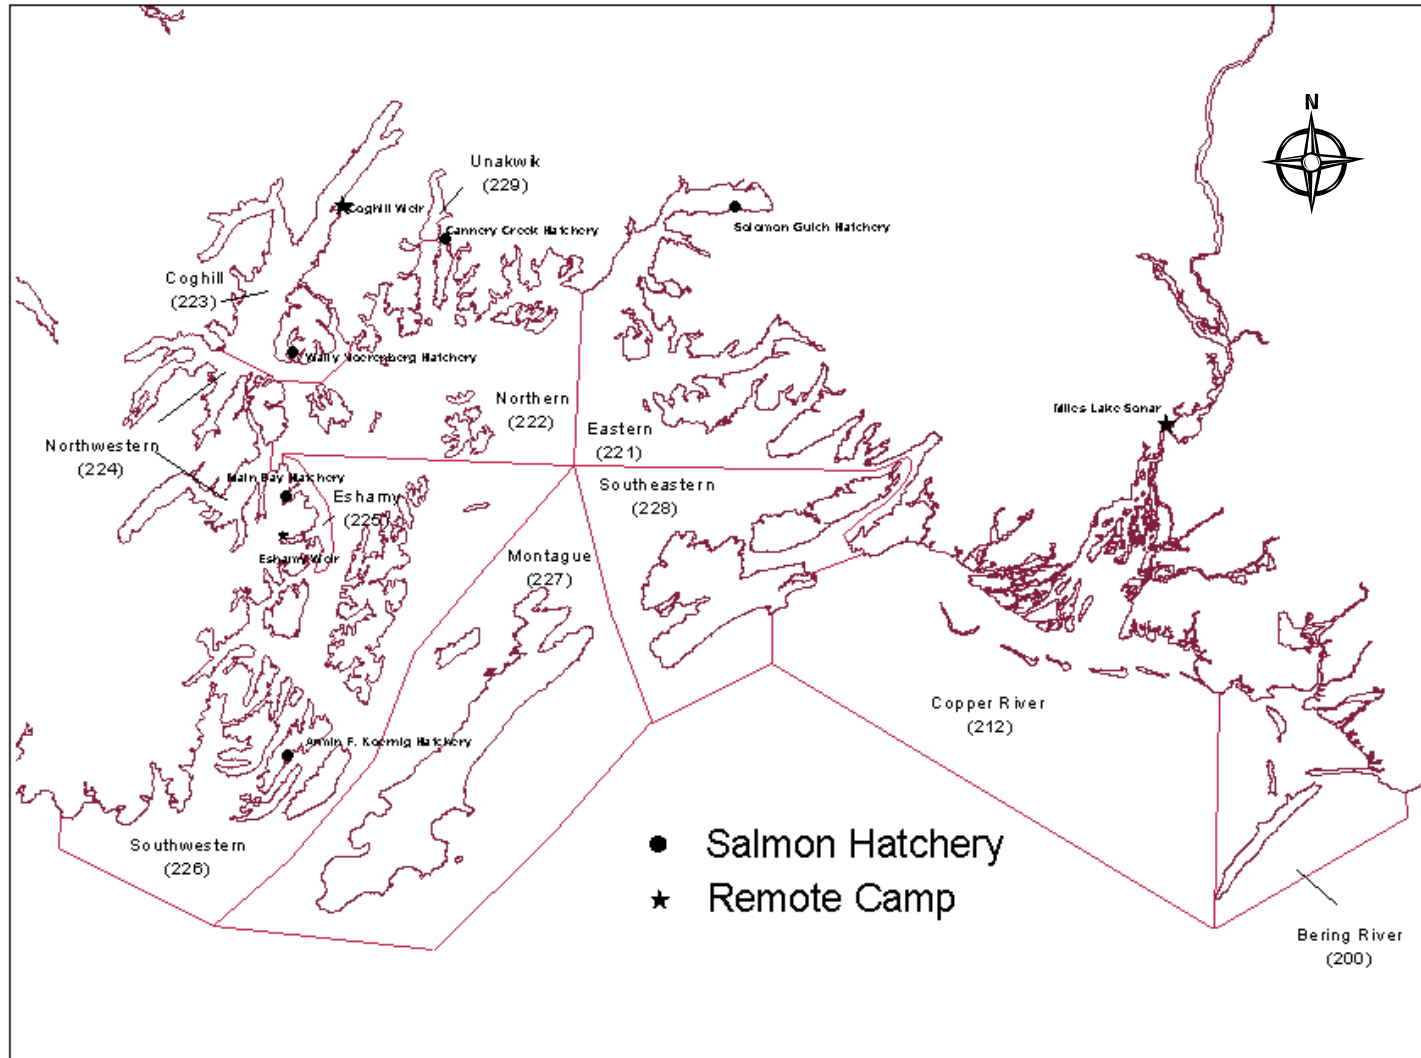 N
Unakwik
(229)
Coghill Weir
Cannery Creek Hatchery
Solomon Gulch Hatchery
Coghill
(223)
Wally Noerenberg Hatchery
Northern
(222)
Eastern
(221)
Miles Lake Sonar
Northwestern
(224)
Main Bay Hatchery
Eshamy
(225)
Southeastern
(228)
Eshamy Weir
Montague
(227)
Copper River
(212)
Armin F. Koernig Hatchery
Southwestern
(226)
Salmon Hatchery
Remote Camp
Bering River
(200)